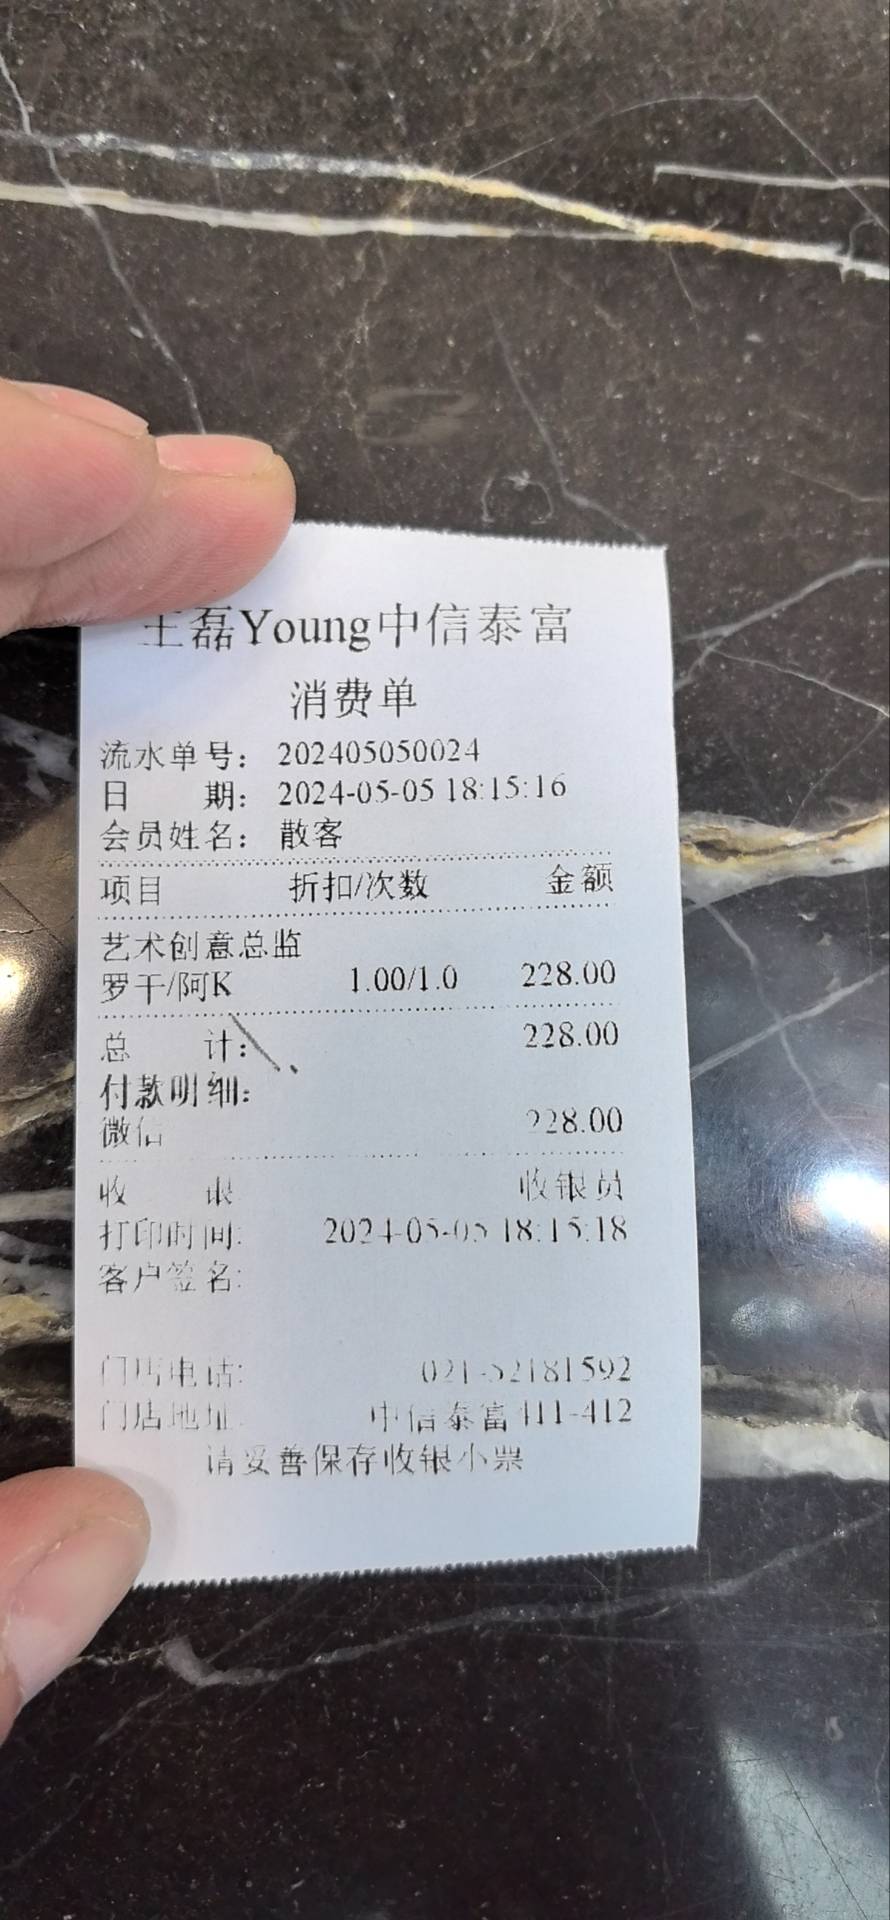 王磊Young中信泰富
消费单
流水单号： 202405050024
日 期： 2024-05-05 18:15:16
会员姓名： 散客
项目 折扣/次数 金额
艺术创意总监
罗干/阿K 1.00/1.0 228.00
总 计： 228.00
付款明细：
微信 228.00
收 银 收银员
打印时间: 2024-05-05 18:15:18
客户签名:
门店电话: 021-52181592
门店地址: 中信泰富411-412
请妥善保存收银小票